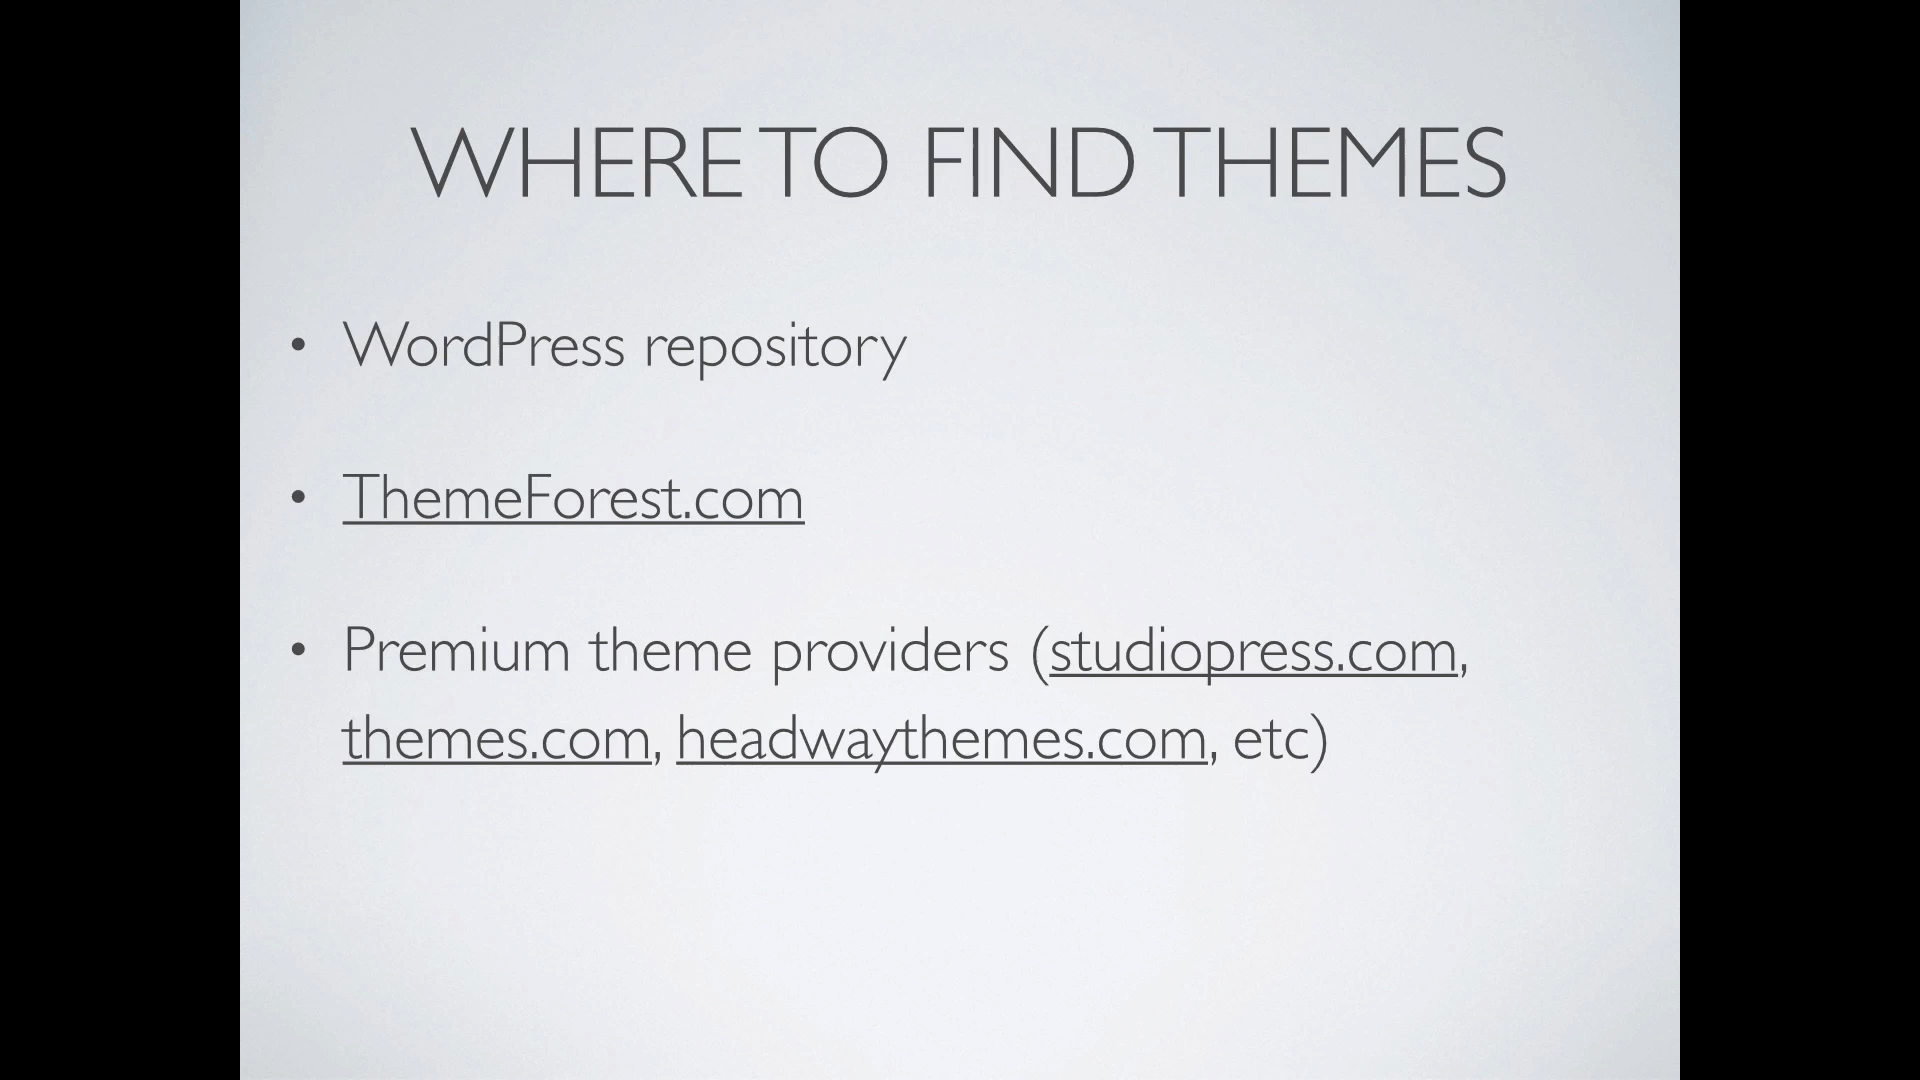 WHERE TO FIND THEMES
• WordPress repository
• ThemeForest.com
• Premium theme providers (studiopress.com,
themes.com, headwaythemes.com, etc)